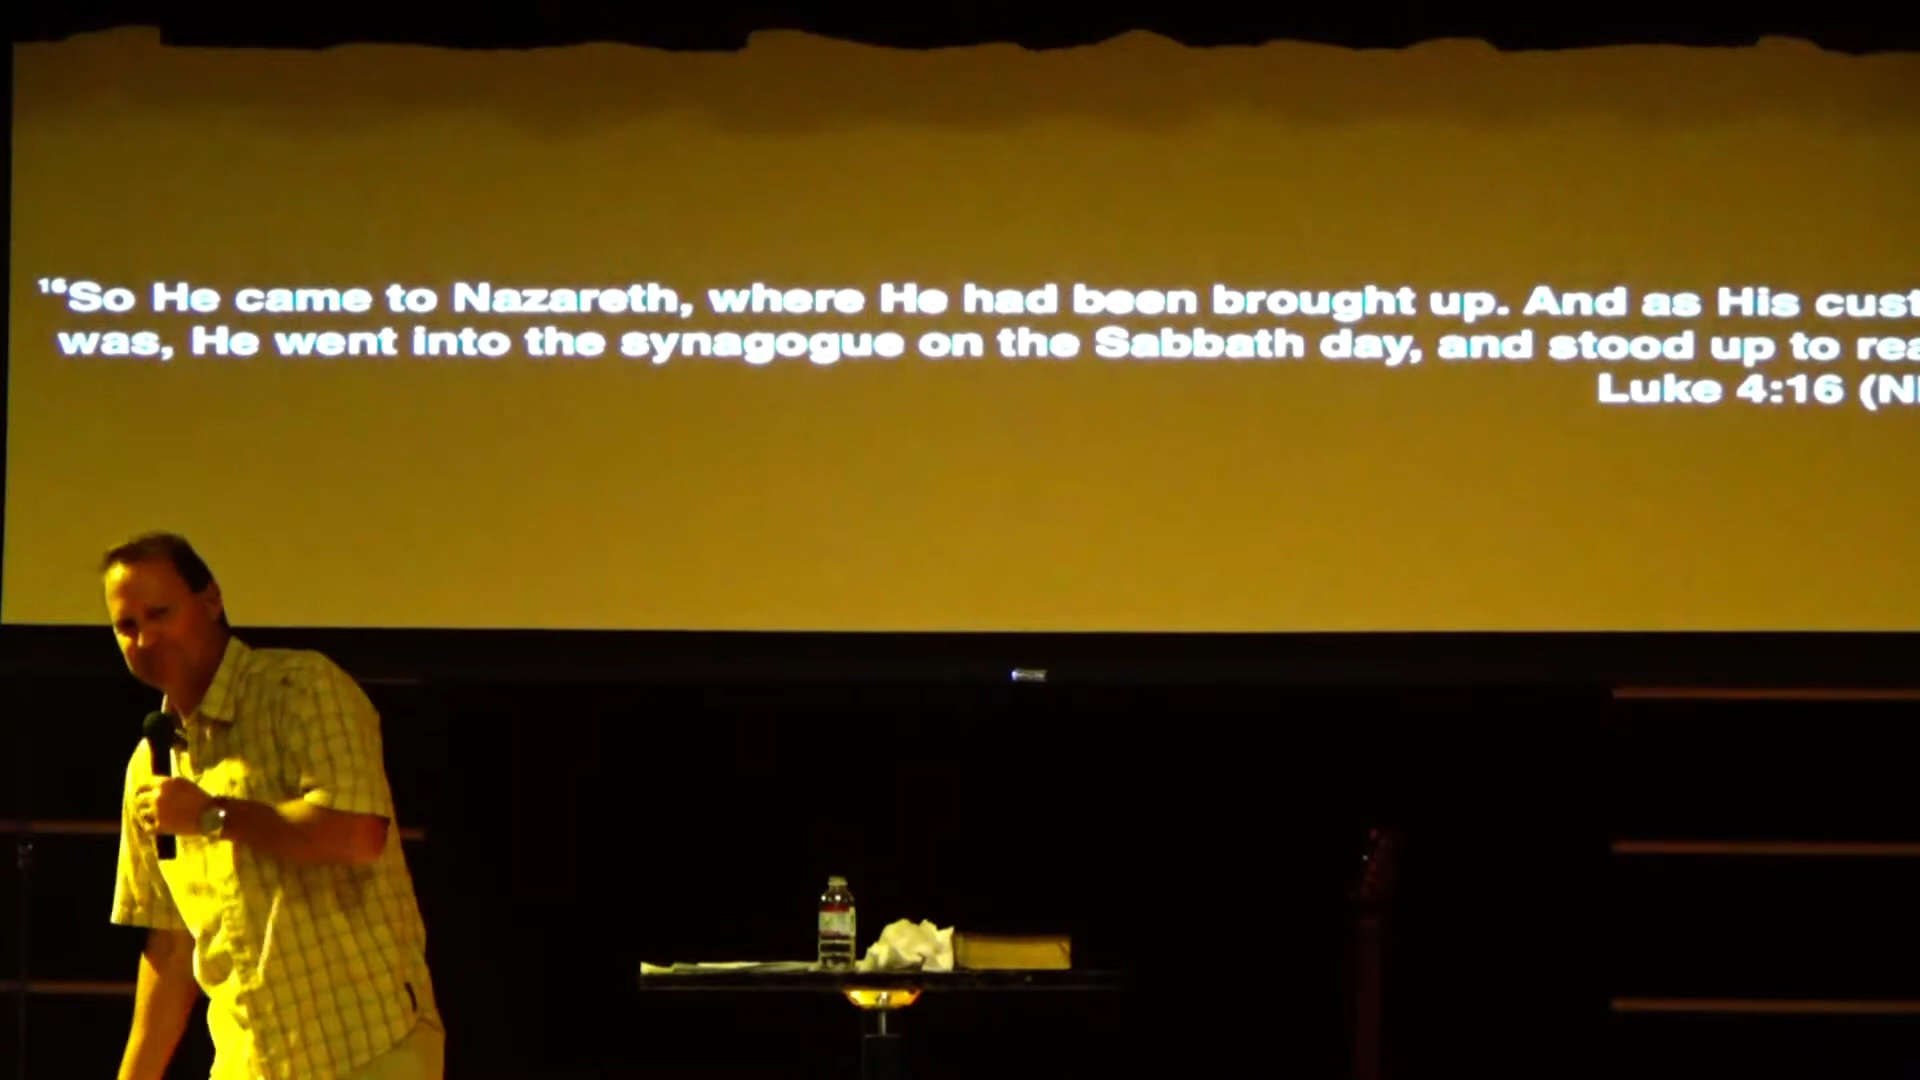 ¹⁶So He came to Nazareth, where He had been brought up. And as His cust
was, He went into the synagogue on the Sabbath day, and stood up to rea
Luke 4:16 (N